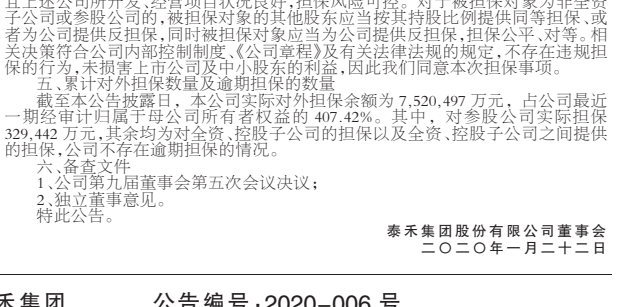 且上述公司所开发、经营项目状况良好,担保风险可控。对于被担保对象为非全资
子公司或参股公司的,被担保对象的其他股东应当按其持股比例提供同等担保、或
者为公司提供反担保,同时被担保对象应当为公司提供反担保,担保公平、对等。相
关决策符合公司内部控制制度、《公司章程》及有关法律法规的规定,不存在违规担
保的行为,未损害上市公司及中小股东的利益,因此我们同意本次担保事项。
五、累计对外担保数量及逾期担保的数量
截至本公告披露日,本公司实际对外担保余额为 7,520,497 万元,占公司最近
一期经审计归属于母公司所有者权益的 407.42%。其中,对参股公司实际担保
329,442 万元,其余均为对全资、控股子公司的担保以及全资、控股子公司之间提供
的担保,公司不存在逾期担保的情况。
六、备查文件
1、公司第九届董事会第五次会议决议;
2、独立董事意见。
特此公告。
泰禾集团股份有限公司董事会
二〇二〇年一月二十二日
禾集团 公告编号:2020-006 号